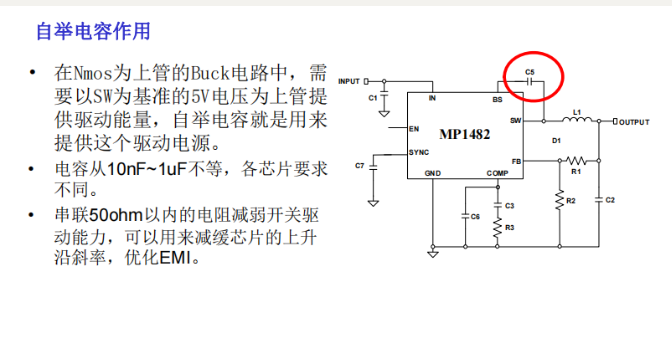 自举电容作用
• 在Nmos为上管的Buck电路中，需
要以SW为基准的5V电压为上管提
供驱动能量，自举电容就是用来
提供这个驱动电源。
• 电容从10nF~1uF不等，各芯片要求
不同。
• 串联50ohm以内的电阻减弱开关驱
动能力，可以用来减缓芯片的上升
沿斜率，优化EMI。
C5
INPUT
C1
IN
BS
L1
SW
OUTPUT
EN
MP1482
D1
SYNC
C7
FB
R1
GND
COMP
C3
R2
C2
C6
R3